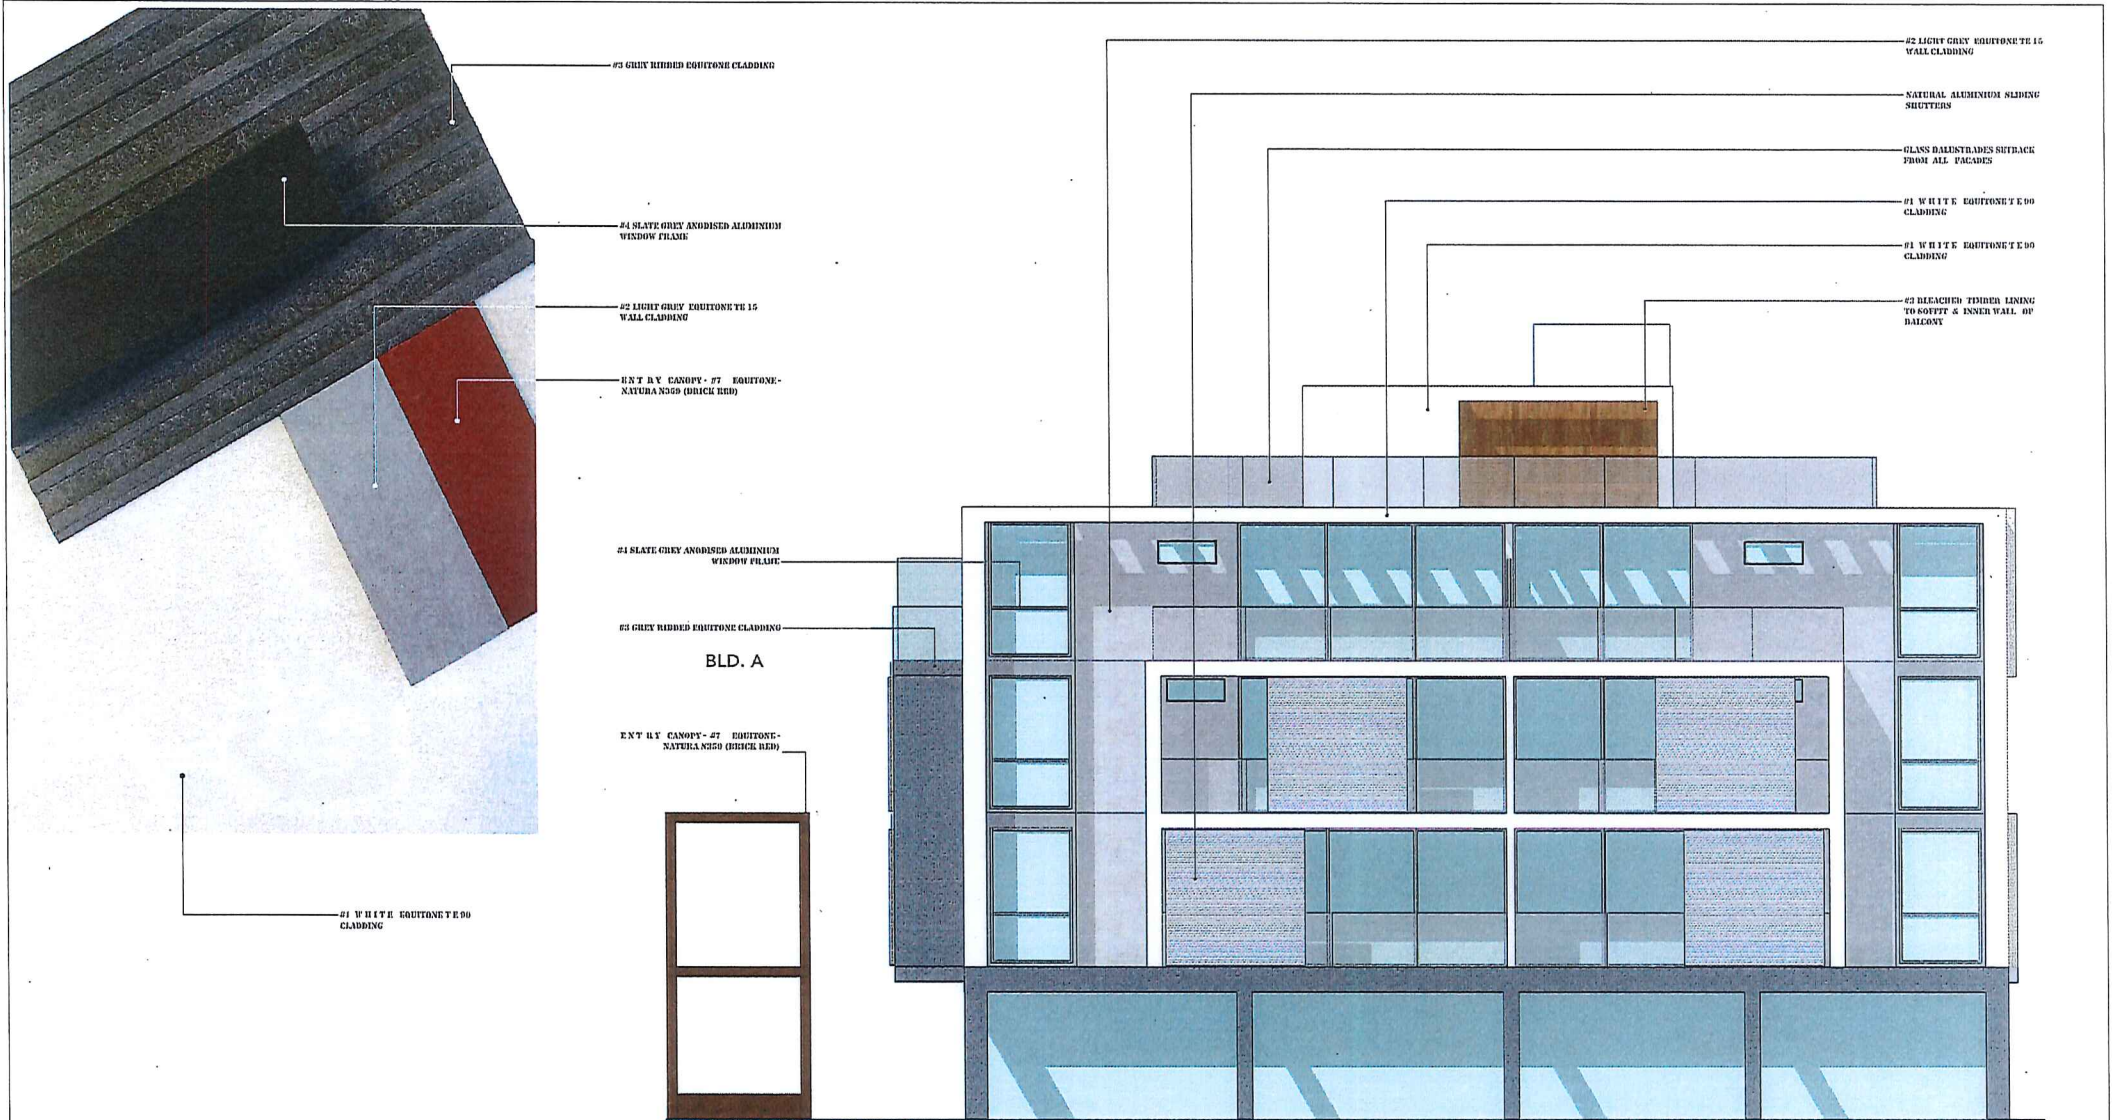 #3 GREY RIBBED EQUITONE CLADDING
#4 SLATE GREY ANODISED ALUMINIUM
WINDOW FRAME
#2 LIGHT GREY EQUITONE TE 15
WALL CLADDING
ENTRY CANOPY - #7 EQUITONE-
NATURA N359 (BRICK RED)
#4 SLATE GREY ANODISED ALUMINIUM
WINDOW FRAME
#3 GREY RIBBED EQUITONE CLADDING
BLD. A
ENTRY CANOPY - #7 EQUITONE-
NATURA N359 (BRICK RED)
#1 WHITE EQUITONE TE 90
CLADDING
#2 LIGHT GREY EQUITONE TE 15
WALL CLADDING
NATURAL ALUMINIUM SLIDING
SHUTTERS
GLASS BALUSTRADES SETBACK
FROM ALL FACADES
#1 WHITE EQUITONE TE 90
CLADDING
#1 WHITE EQUITONE TE 90
CLADDING
#3 BLEACHED TIMBER LINING
TO SOFFIT & INNER WALL OF
BALCONY